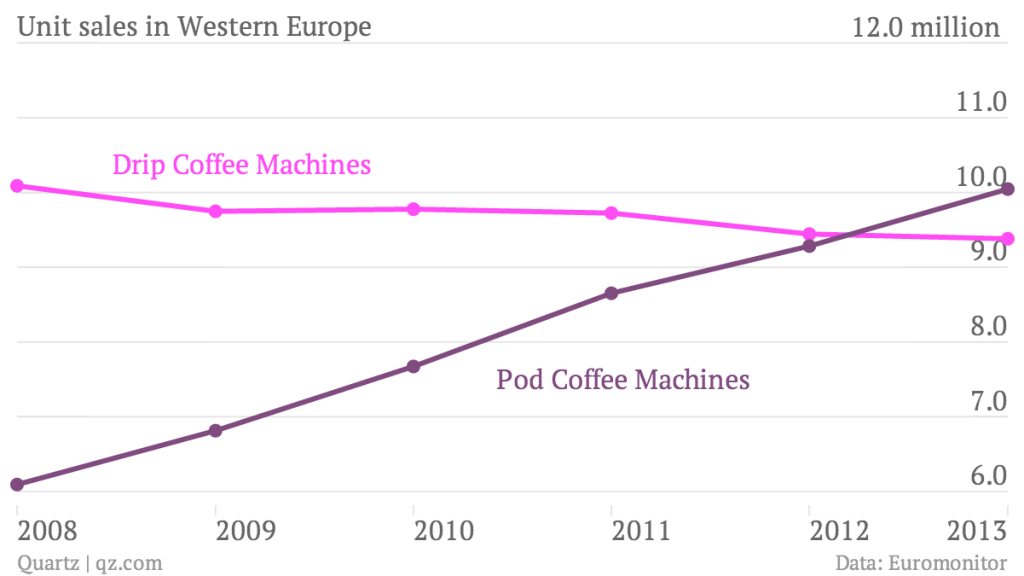 Unit sales in Western Europe
12.0 million
11.0
Drip Coffee Machines
10.0
9.0
8.0
Pod Coffee Machines
7.0
6.0
2008 2009 2010 2011 2012 2013
Quartz | qz.com
Data: Euromonitor